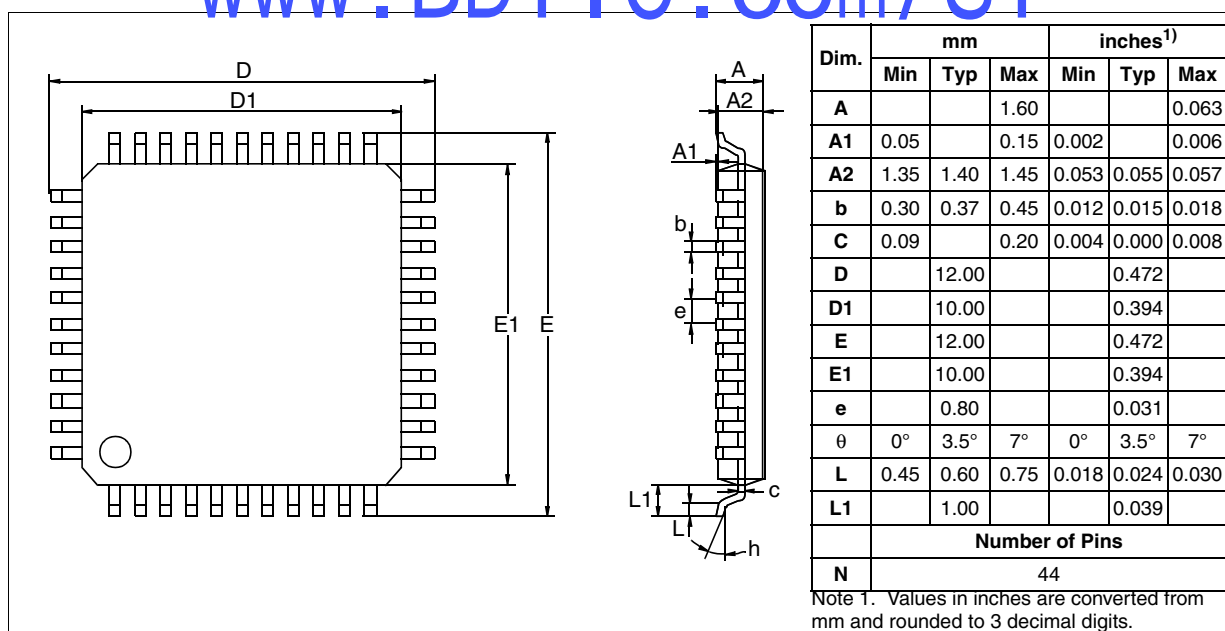 www.BDTIC.com/ST
D
D1
E1 E
A
A2
A1
b
e
c
L1
L
h
Dim. mm inches1)
Min Typ Max Min Typ Max
A 1.60 0.063
A1 0.05 0.15 0.002 0.006
A2 1.35 1.40 1.45 0.053 0.055 0.057
b 0.30 0.37 0.45 0.012 0.015 0.018
C 0.09 0.20 0.004 0.000 0.008
D 12.00 0.472
D1 10.00 0.394
E 12.00 0.472
E1 10.00 0.394
e 0.80 0.031
θ 0° 3.5° 7° 0° 3.5° 7°
L 0.45 0.60 0.75 0.018 0.024 0.030
L1 1.00 0.039
Number of Pins
N 44
Note 1. Values in inches are converted from
mm and rounded to 3 decimal digits.